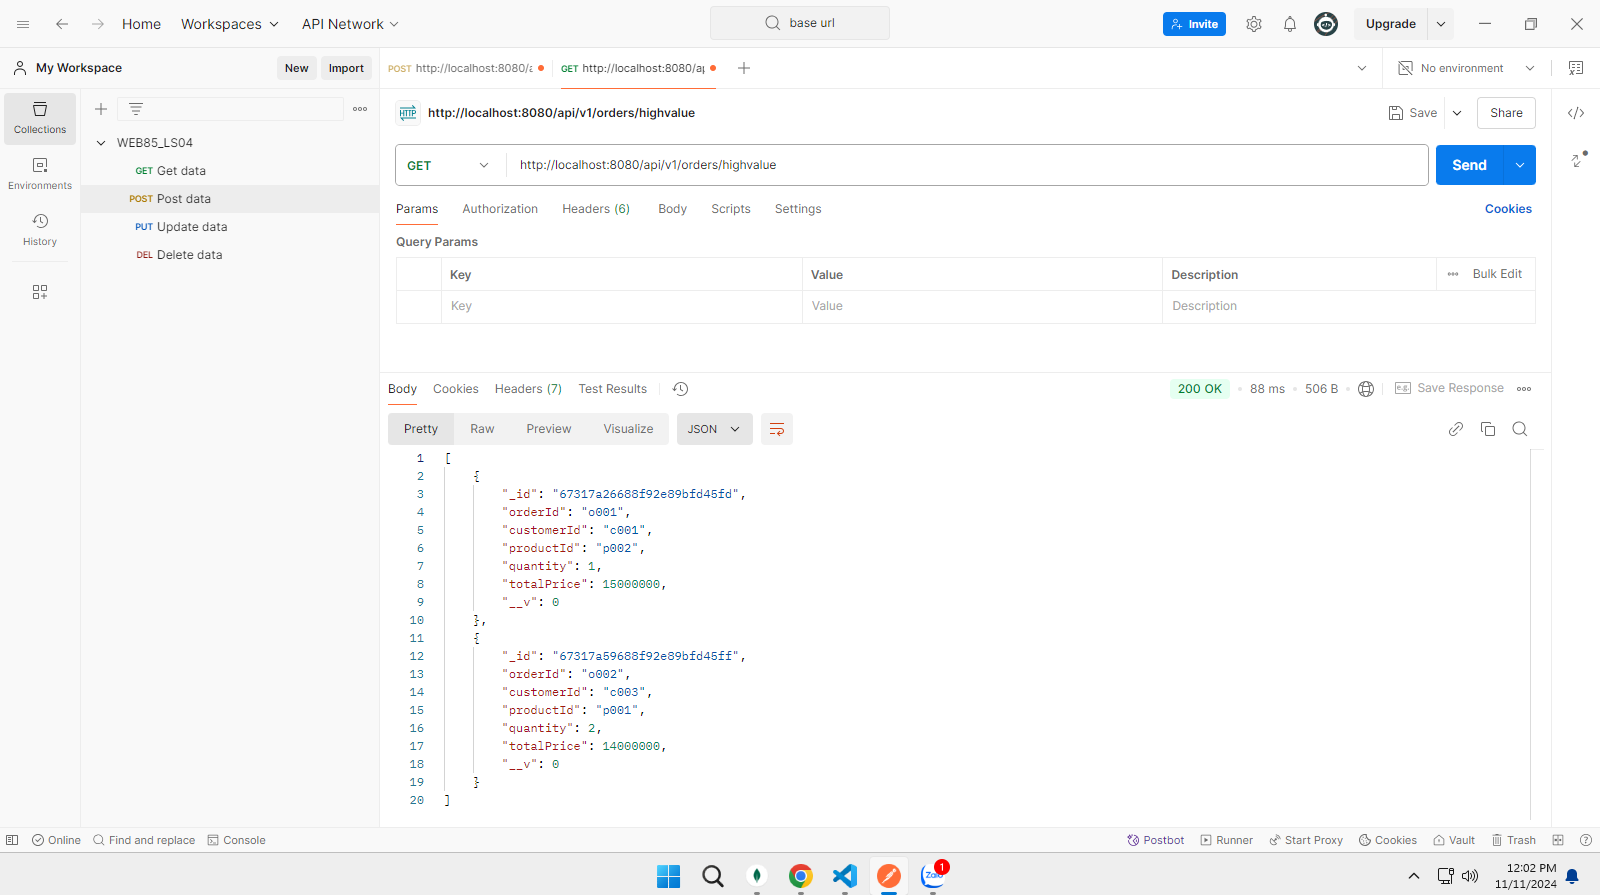 Home Workspaces API Network base url Invite Upgrade
My Workspace New Import POST http://localhost:8080/a GET http://localhost:8080/ap No environment
Collections
Environments
History
WEB85_LS04
GET Get data
POST Post data
PUT Update data
DEL Delete data
HTTP http://localhost:8080/api/v1/orders/highvalue Save Share
GET http://localhost:8080/api/v1/orders/highvalue Send
Params Authorization Headers (6) Body Scripts Settings Cookies
Query Params
Key Value Description Bulk Edit
Key Value Description
Body Cookies Headers (7) Test Results 200 OK 88 ms 506 B e.g. Save Response
Pretty Raw Preview Visualize JSON
1 [
2 {
3 "_id": "67317a26688f92e89bfd45fd",
4 "orderId": "o001",
5 "customerId": "c001",
6 "productId": "p002",
7 "quantity": 1,
8 "totalPrice": 15000000,
9 "__v": 0
10 },
11 {
12 "_id": "67317a59688f92e89bfd45ff",
13 "orderId": "o002",
14 "customerId": "c003",
15 "productId": "p001",
16 "quantity": 2,
17 "totalPrice": 14000000,
18 "__v": 0
19 }
20 ]
Online Find and replace Console Postbot Runner Start Proxy Cookies Vault Trash
Zalo 1
12:02 PM
11/11/2024